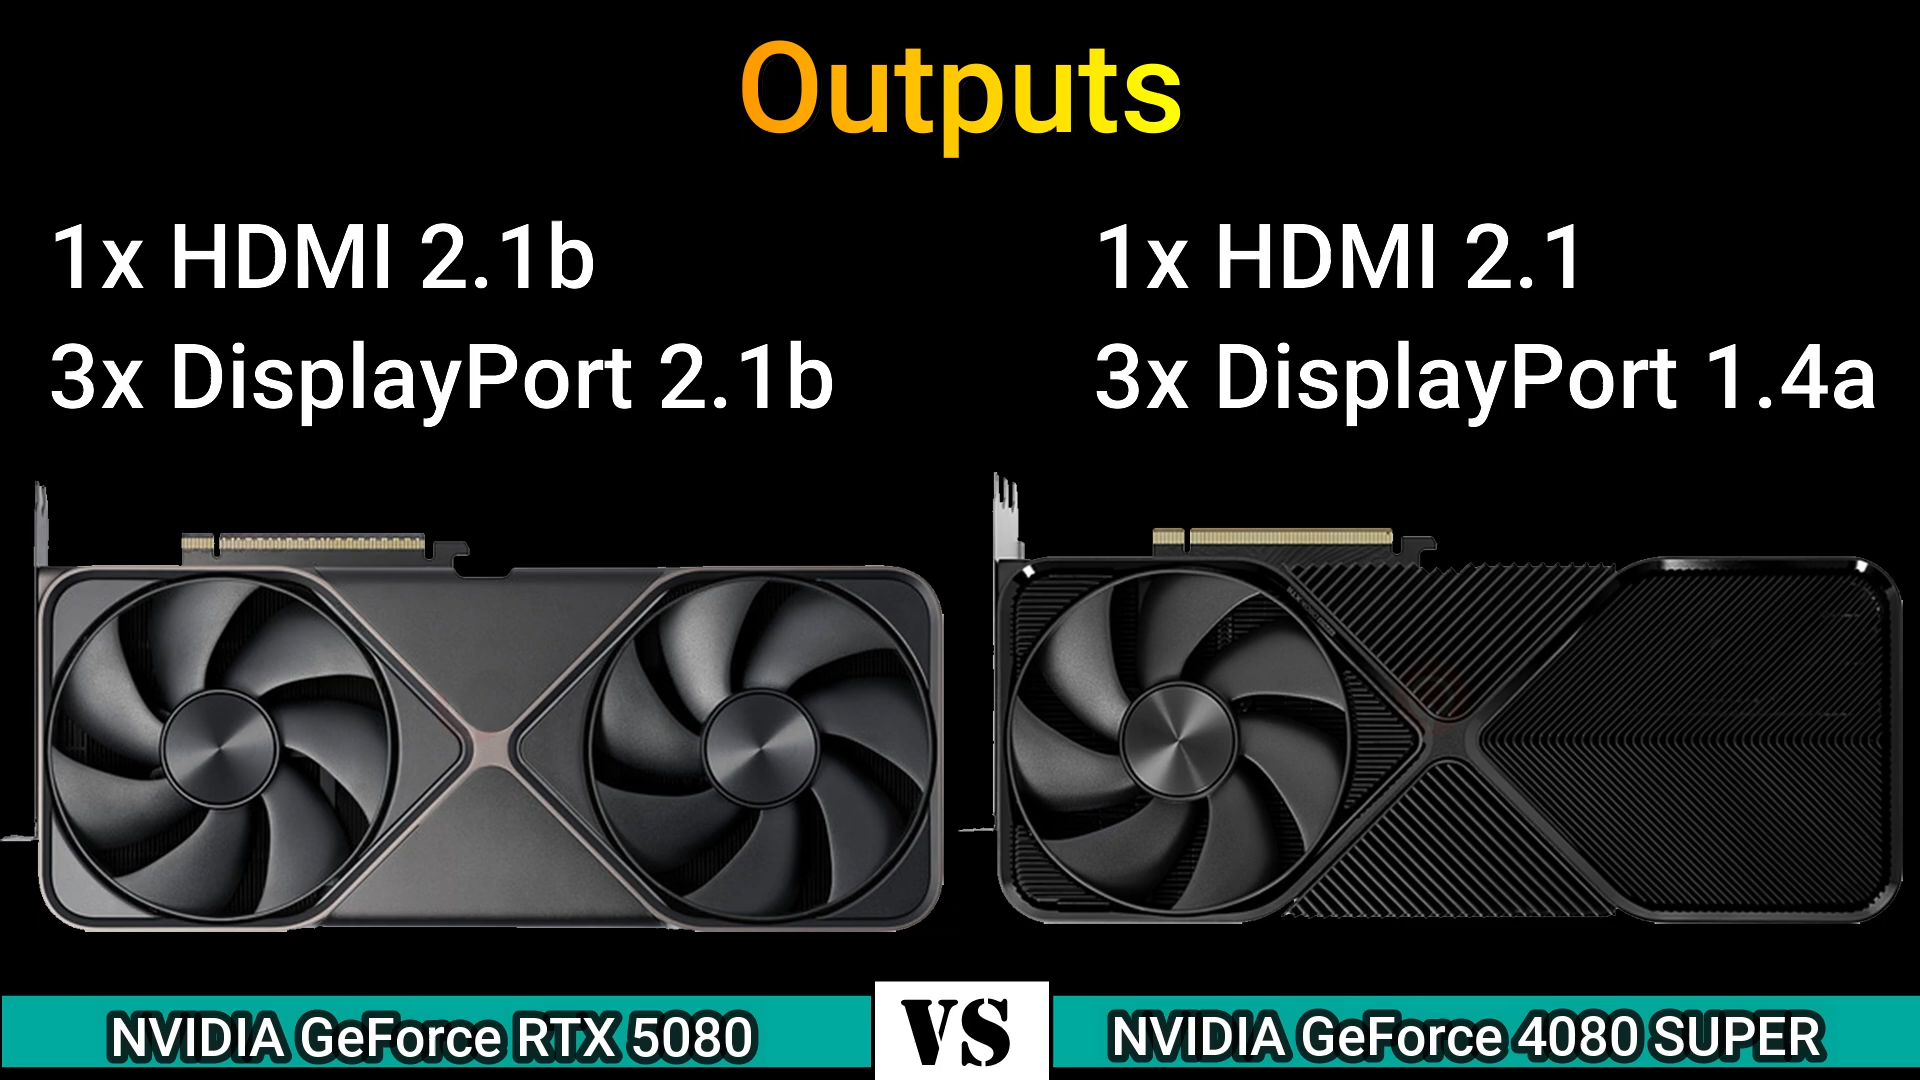 Outputs
1x HDMI 2.1b
3x DisplayPort 2.1b
1x HDMI 2.1
3x DisplayPort 1.4a
NVIDIA GeForce RTX 5080
VS
NVIDIA GeForce 4080 SUPER